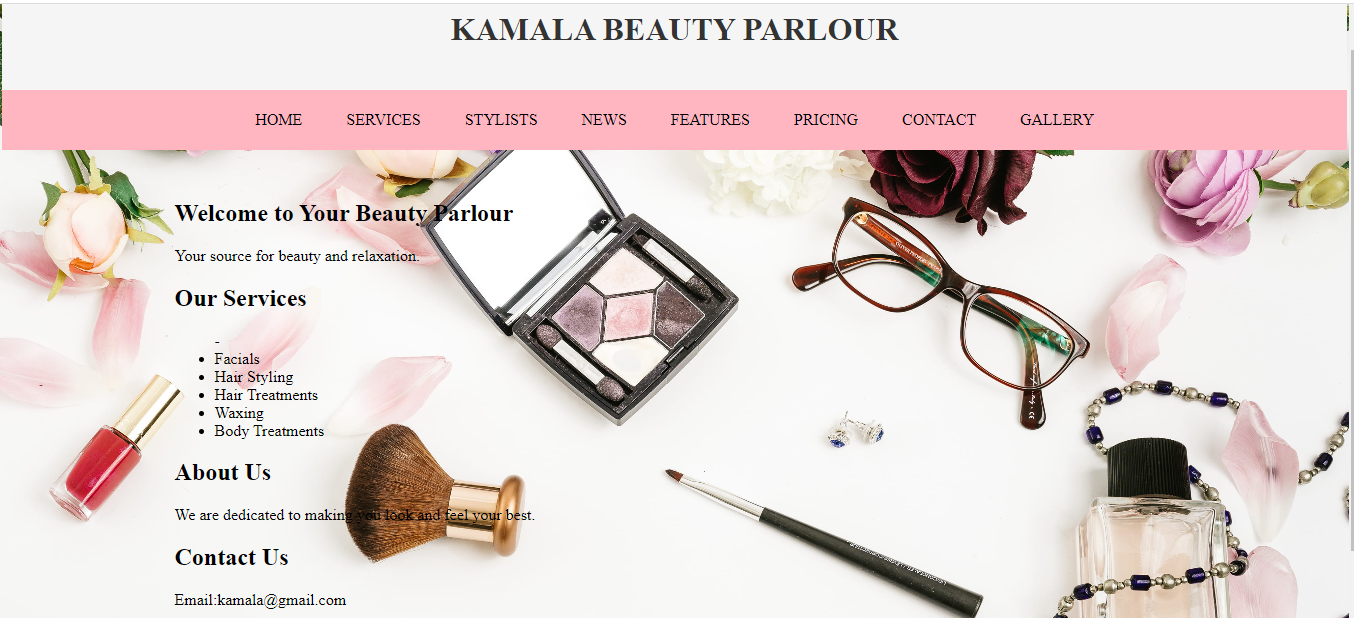 KAMALA BEAUTY PARLOUR
HOME SERVICES STYLISTS NEWS FEATURES PRICING CONTACT GALLERY
Welcome to Your Beauty Parlour
Your source for beauty and relaxation.
Our Services
-
• Facials
• Hair Styling
• Hair Treatments
• Waxing
• Body Treatments
About Us
We are dedicated to making you look and feel your best.
Contact Us
Email:kamala@gmail.com